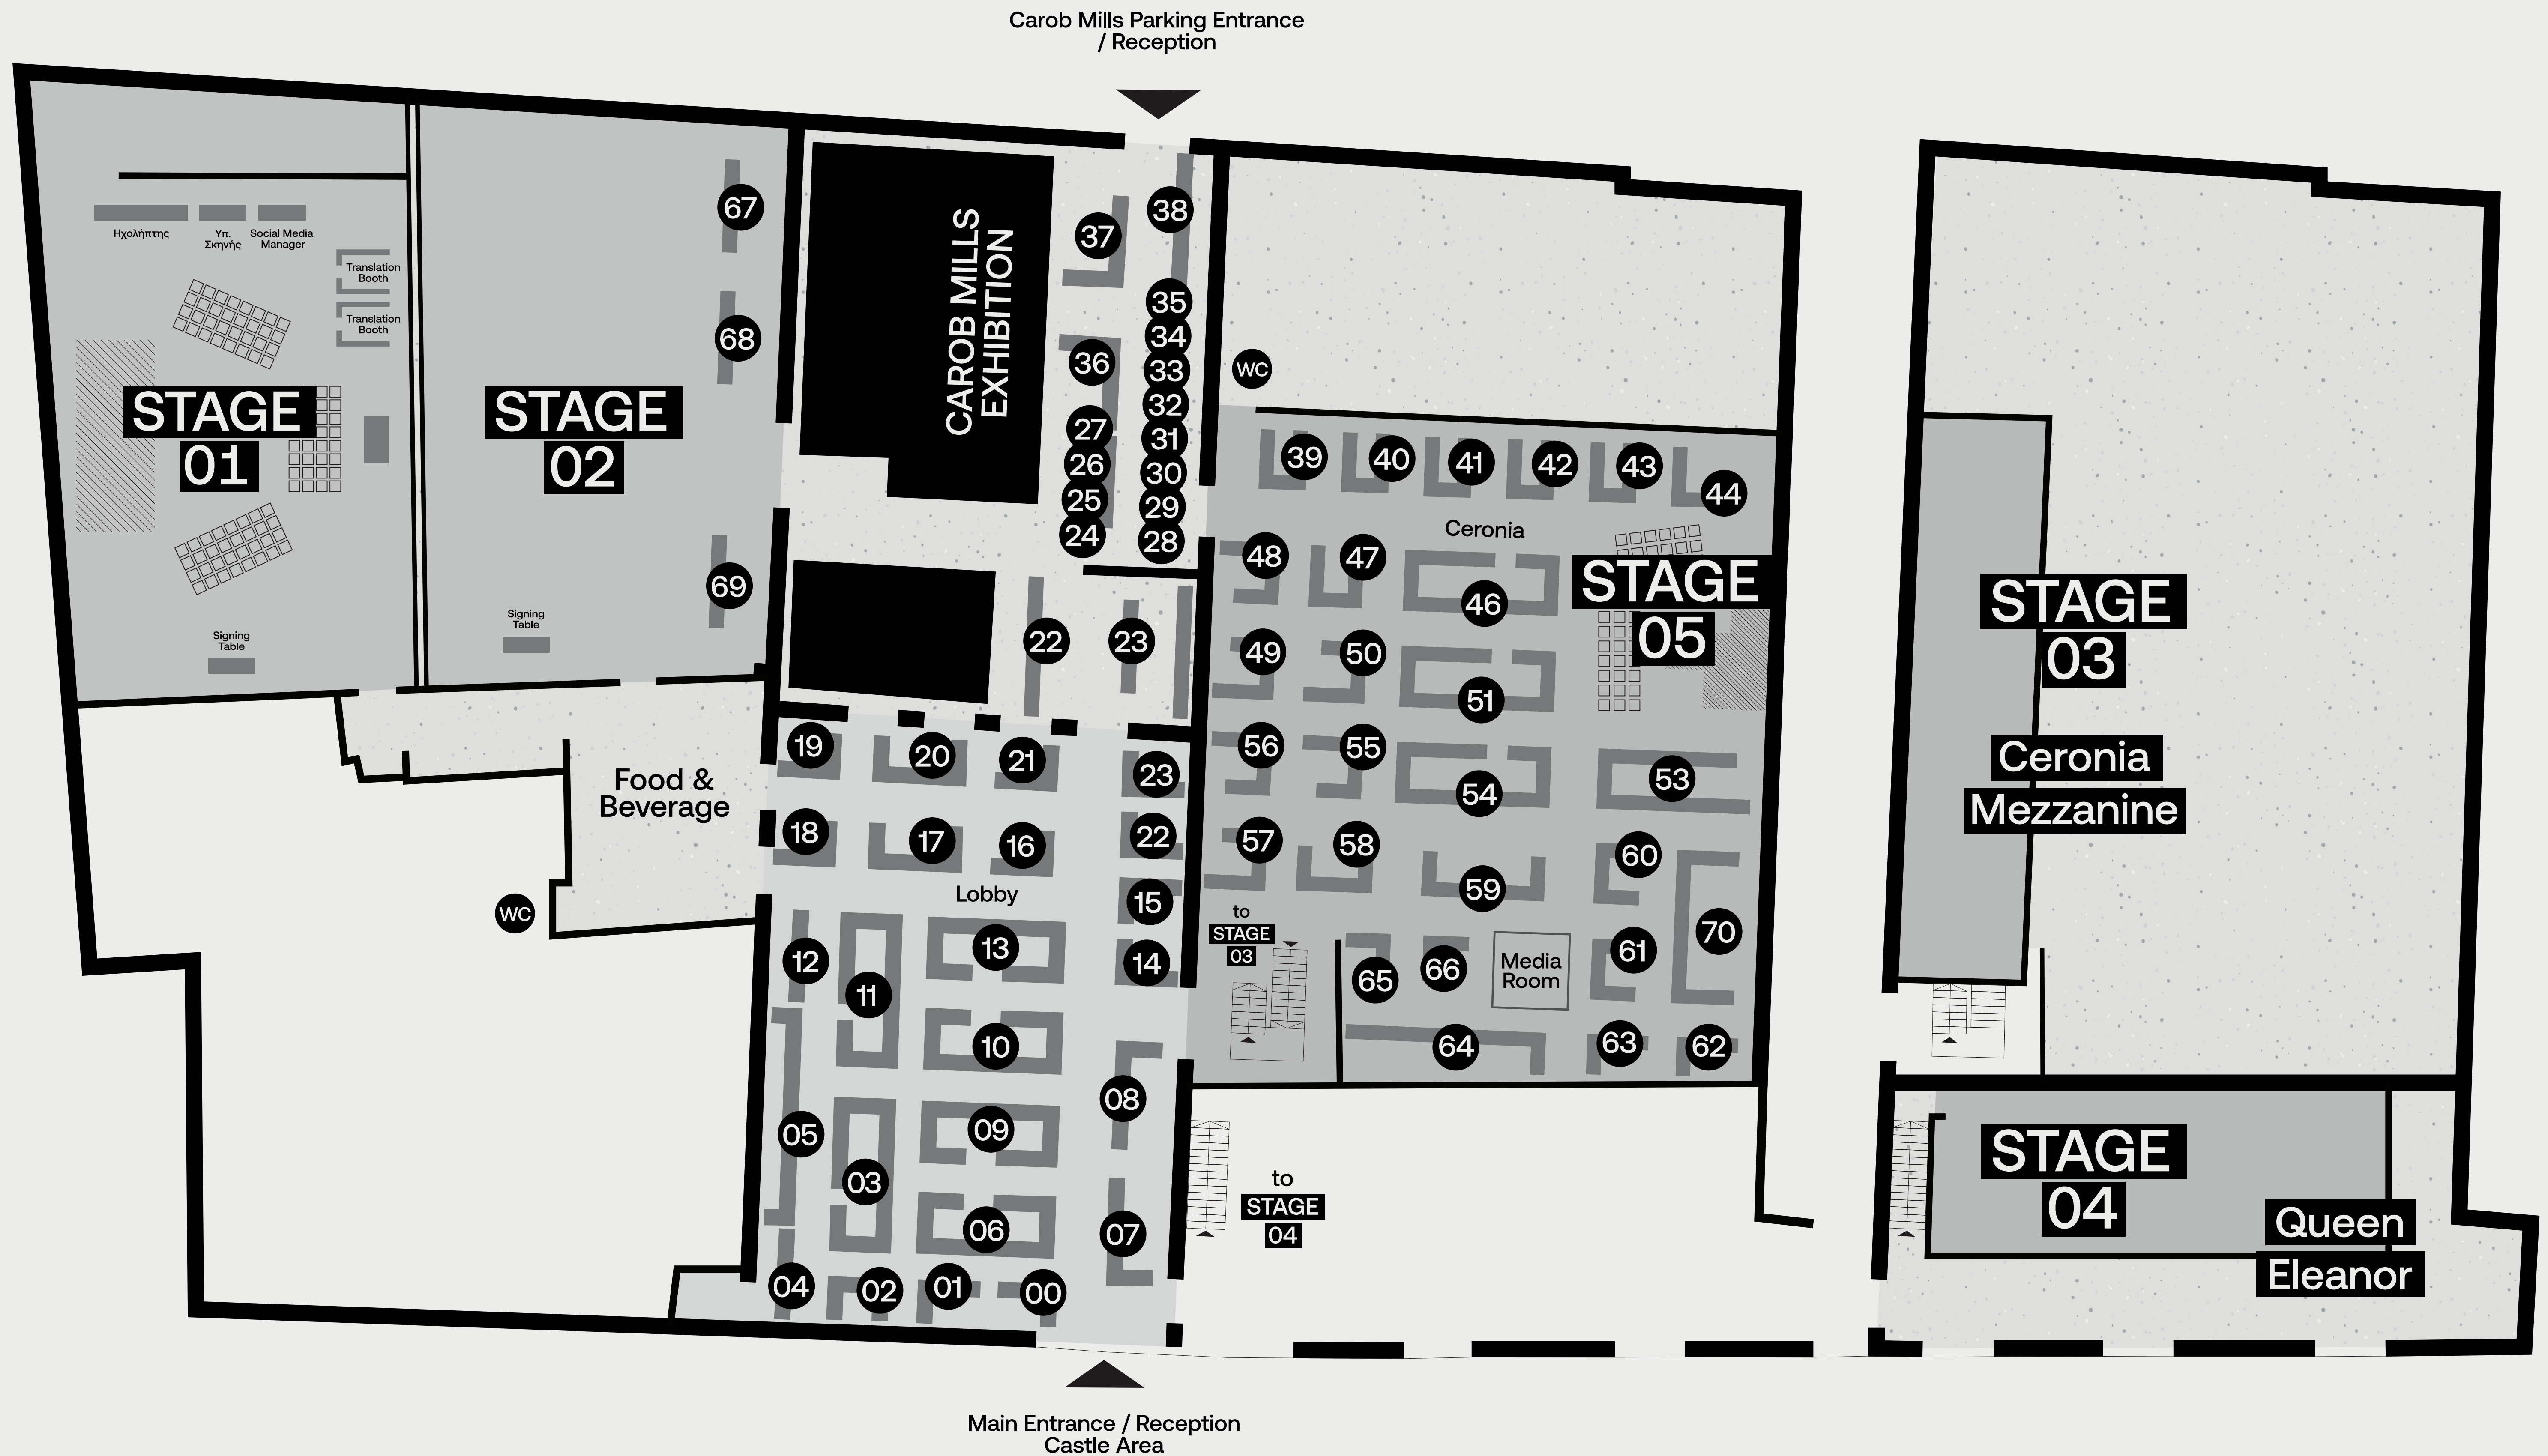 Carob Mills Parking Entrance
/ Reception
Ηχολήπτης
Υπ.
Σκηνής
Social Media
Manager
Translation
Booth
Translation
Booth
STAGE
01
Signing
Table
STAGE
02
Signing
Table
67
68
69
CAROB MILLS
EXHIBITION
37
38
36
35
34
33
32
31
30
29
28
27
26
25
24
22
23
WC
39
40
41
42
43
44
Ceronia
48
47
46
STAGE
05
49
50
51
56
55
54
53
57
58
59
60
61
70
to
STAGE
03
65
66
Media
Room
64
63
62
Food &
Beverage
WC
19
20
21
23
18
17
16
22
Lobby
15
14
12
11
13
10
08
05
03
09
06
07
04
02
01
00
to
STAGE
04
STAGE
03
Ceronia
Mezzanine
STAGE
04
Queen
Eleanor
Main Entrance / Reception
Castle Area